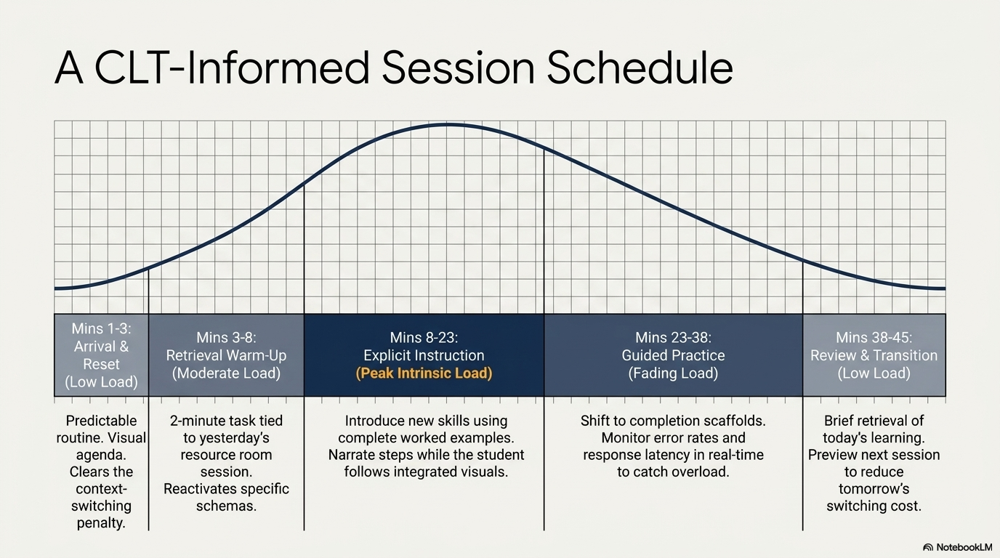 A CLT-Informed Session Schedule
Mins 1-3:
Arrival &
Reset
(Low Load)
Mins 3-8:
Retrieval Warm-Up
(Moderate Load)
Mins 8-23:
Explicit Instruction
(Peak Intrinsic Load)
Mins 23-38:
Guided Practice
(Fading Load)
Mins 38-45:
Review & Transition
(Low Load)
Predictable
routine. Visual
agenda.
Clears the
context-
switching
penalty.
2-minute task tied
to yesterday's
resource room
session.
Reactivates specific
schemas.
Introduce new skills using
complete worked examples.
Narrate steps while the student
follows integrated visuals.
Shift to completion scaffolds.
Monitor error rates and
response latency in real-time
to catch overload.
Brief retrieval of
today's learning.
Preview next session
to reduce
tomorrow's
switching cost.
NotebookLM